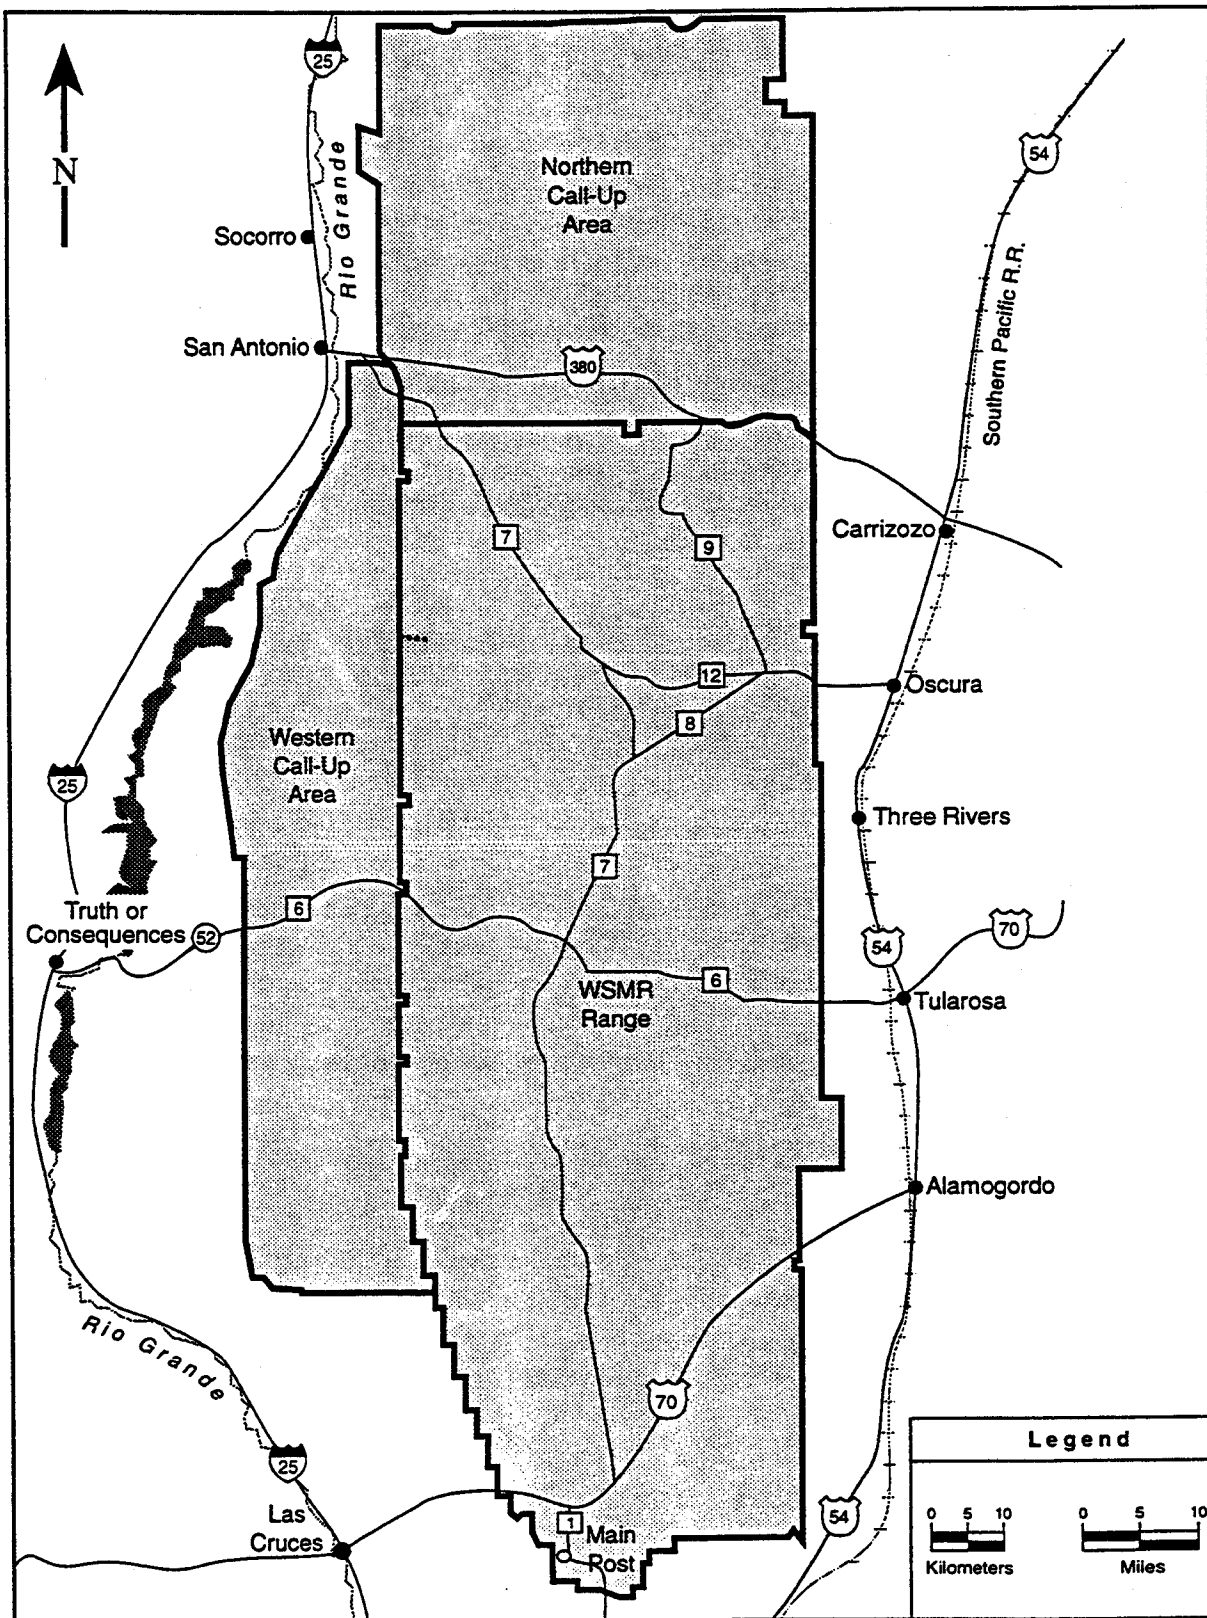 25
N
54
Northern
Call-Up
Area
Rio Grande
Socorro
Southern Pacific R.R.
San Antonio
380
7
9
Carrizozo
12
Oscura
8
Western
Call-Up
Area
25
Three Rivers
7
6
Truth or
Consequences
52
70
54
6
WSMR
Range
Tularosa
Alamogordo
Rio Grande
70
Legend
25
Las
Cruces
1
Main
Post
54
0 5 10
Kilometers
0 5 10
Miles